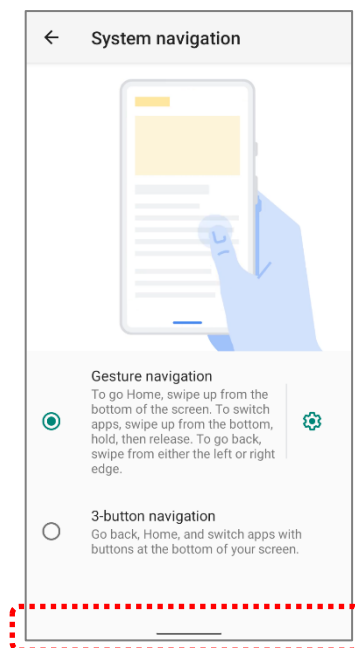 System navigation
Gesture navigation
To go Home, swipe up from the
bottom of the screen. To switch
apps, swipe up from the bottom,
hold, then release. To go back,
swipe from either the left or right
edge.
3-button navigation
Go back, Home, and switch apps with
buttons at the bottom of your screen.